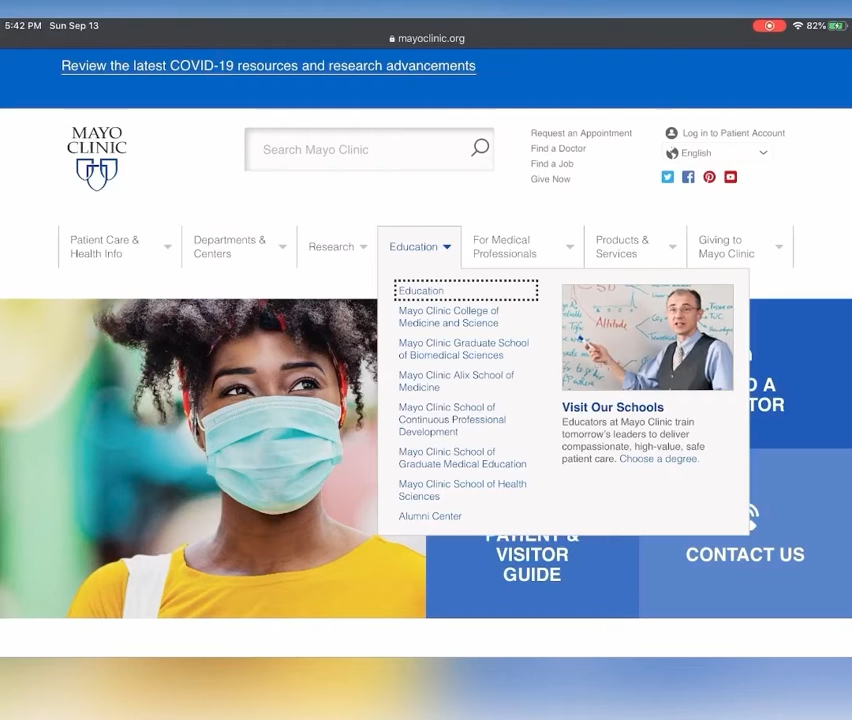 5:42 PM Sun Sep 13
82%
mayoclinic.org
Review the latest COVID-19 resources and research advancements
MAYO
CLINIC
Search Mayo Clinic
Request an Appointment
Find a Doctor
Find a Job
Give Now
Log in to Patient Account
English
Patient Care &
Health Info
Departments &
Centers
Research
Education
For Medical
Professionals
Products &
Services
Giving to
Mayo Clinic
Education
Mayo Clinic College of
Medicine and Science
Mayo Clinic Graduate School
of Biomedical Sciences
Mayo Clinic Alix School of
Medicine
Mayo Clinic School of
Continuous Professional
Development
Mayo Clinic School of
Graduate Medical Education
Mayo Clinic School of Health
Sciences
Alumni Center
Altitude
Visit Our Schools
Educators at Mayo Clinic train
tomorrow's leaders to deliver
compassionate, high-value, safe
patient care. Choose a degree.
D A
TOR
PATIENT &
VISITOR
GUIDE
CONTACT US